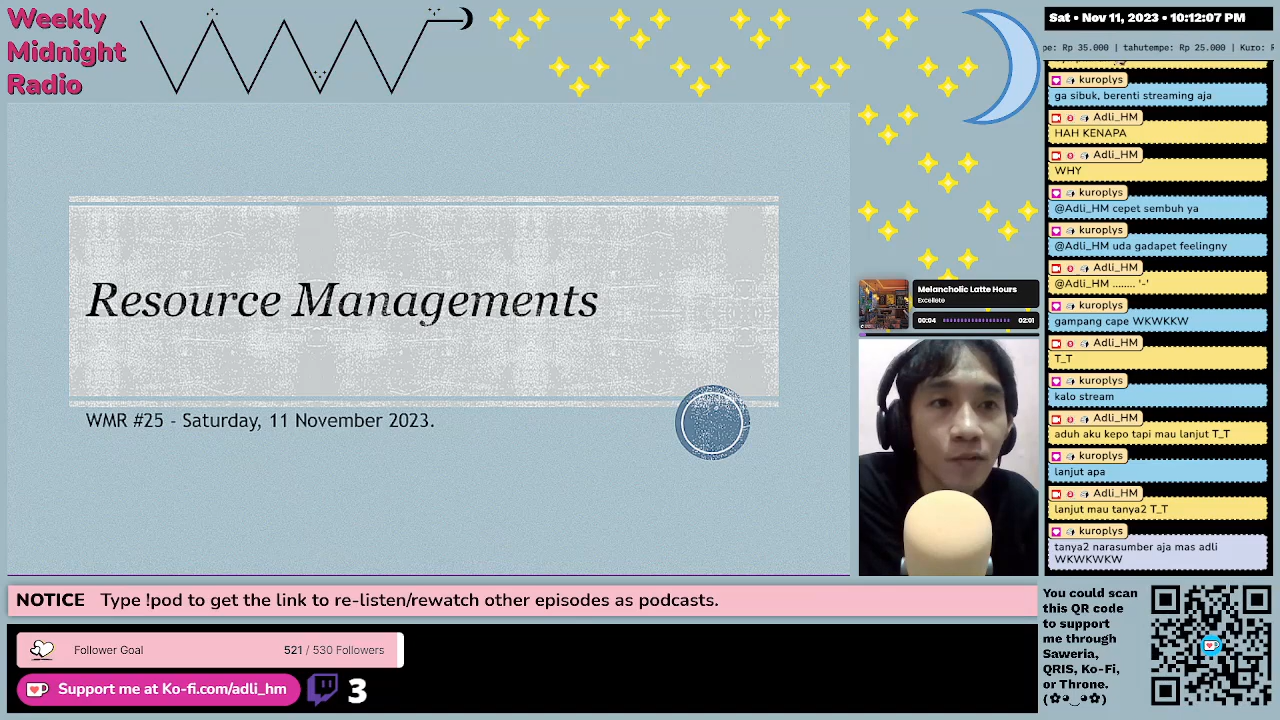 Weekly
Midnight
Radio
Sat • Nov 11, 2023 • 10:12:07 PM
pe: Rp 35.000 | tahutempe: Rp 25.000 | Kuro: R
kuroplys
ga sibuk, berenti streaming aja
Adli_HM
HAH KENAPA
Adli_HM
WHY
kuroplys
@Adli_HM cepet sembuh ya
kuroplys
@Adli_HM uda gadapet feelingny
Adli_HM
@Adli_HM ........ '-'
kuroplys
gampang cape WKWKKW
Adli_HM
T_T
kuroplys
kalo stream
Adli_HM
aduh aku kepo tapi mau lanjut T_T
kuroplys
lanjut apa
Adli_HM
lanjut mau tanya2 T_T
kuroplys
tanya2 narasumber aja mas adli
WKWKWKW
Resource Managements
WMR #25 - Saturday, 11 November 2023.
Melancholic Latte Hours
Excellete
00:04
02:01
NOTICE Type !pod to get the link to re-listen/rewatch other episodes as podcasts.
Follower Goal
521 / 530 Followers
Support me at Ko-fi.com/adli_hm
3
You could scan
this QR code
to support
me through
Saweria,
QRIS, Ko-Fi,
or Throne.
(✿◕‿◕✿)